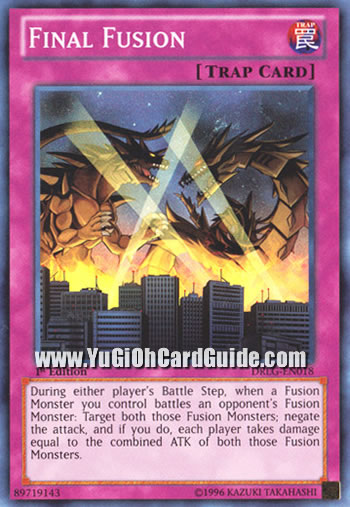 FINAL FUSION
TRAP
罠
[TRAP CARD]
www.YuGiOhCardGuide.com
1st Edition
DRLG-EN018
During either player's Battle Step, when a Fusion
Monster you control battles an opponent's Fusion
Monster: Target both those Fusion Monsters; negate
the attack, and if you do, each player takes damage
equal to the combined ATK of both those Fusion
Monsters.
89719143
©1996 KAZUKI TAKAHASHI